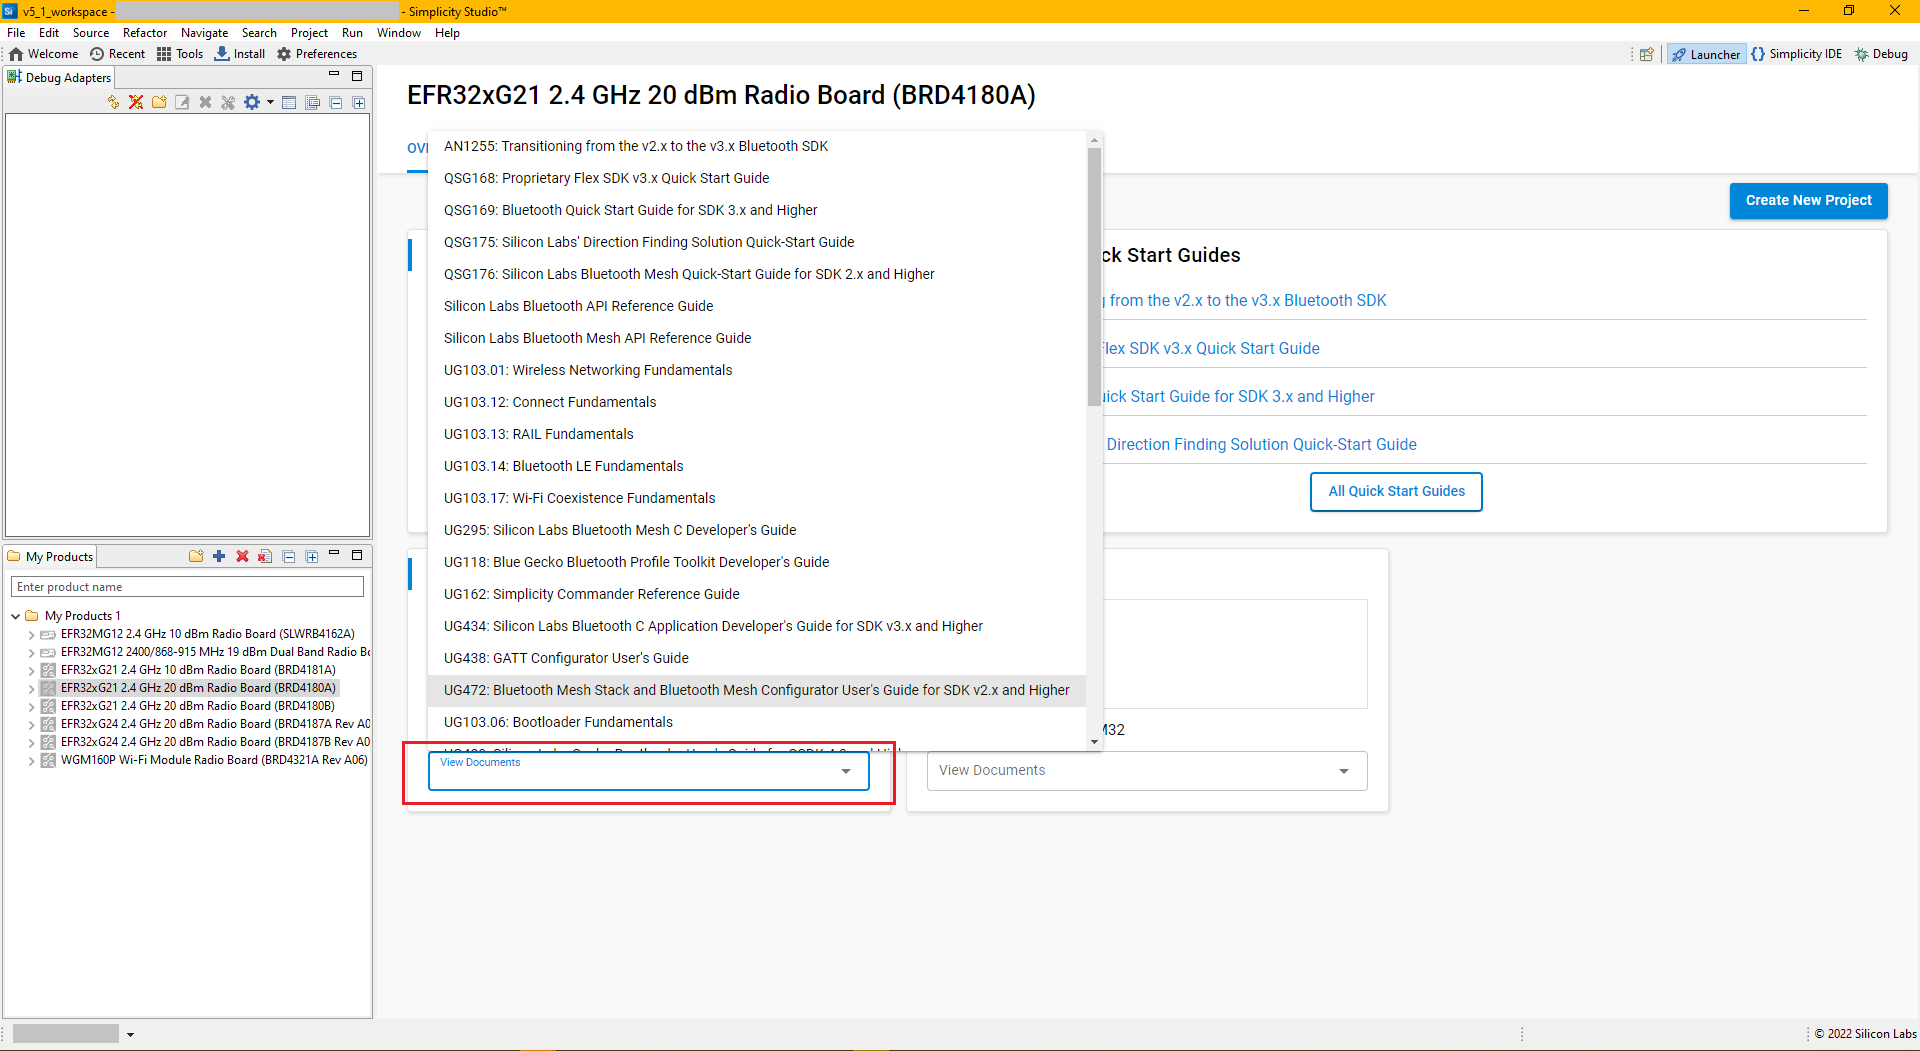 v5_1_workspace -
- Simplicity Studio™
File Edit Source Refactor Navigate Search Project Run Window Help
Welcome Recent Tools Install Preferences
Launcher Simplicity IDE Debug
Debug Adapters
EFR32xG21 2.4 GHz 20 dBm Radio Board (BRD4180A)
AN1255: Transitioning from the v2.x to the v3.x Bluetooth SDK
QSG168: Proprietary Flex SDK v3.x Quick Start Guide
QSG169: Bluetooth Quick Start Guide for SDK 3.x and Higher
QSG175: Silicon Labs' Direction Finding Solution Quick-Start Guide
QSG176: Silicon Labs Bluetooth Mesh Quick-Start Guide for SDK 2.x and Higher
Silicon Labs Bluetooth API Reference Guide
Silicon Labs Bluetooth Mesh API Reference Guide
UG103.01: Wireless Networking Fundamentals
UG103.12: Connect Fundamentals
UG103.13: RAIL Fundamentals
UG103.14: Bluetooth LE Fundamentals
UG103.17: Wi-Fi Coexistence Fundamentals
UG295: Silicon Labs Bluetooth Mesh C Developer's Guide
UG118: Blue Gecko Bluetooth Profile Toolkit Developer's Guide
UG162: Simplicity Commander Reference Guide
UG434: Silicon Labs Bluetooth C Application Developer's Guide for SDK v3.x and Higher
UG438: GATT Configurator User's Guide
UG472: Bluetooth Mesh Stack and Bluetooth Mesh Configurator User's Guide for SDK v2.x and Higher
UG103.06: Bootloader Fundamentals
View Documents
Create New Project
ck Start Guides
from the v2.x to the v3.x Bluetooth SDK
lex SDK v3.x Quick Start Guide
uick Start Guide for SDK 3.x and Higher
Direction Finding Solution Quick-Start Guide
All Quick Start Guides
M32
View Documents
My Products
Enter product name
My Products 1
EFR32MG12 2.4 GHz 10 dBm Radio Board (SLWRB4162A)
EFR32MG12 2400/868-915 MHz 19 dBm Dual Band Radio Bo
EFR32xG21 2.4 GHz 10 dBm Radio Board (BRD4181A)
EFR32xG21 2.4 GHz 20 dBm Radio Board (BRD4180A)
EFR32xG21 2.4 GHz 20 dBm Radio Board (BRD4180B)
EFR32xG24 2.4 GHz 20 dBm Radio Board (BRD4187A Rev A0
EFR32xG24 2.4 GHz 20 dBm Radio Board (BRD4187B Rev A0
WGM160P Wi-Fi Module Radio Board (BRD4321A Rev A06)
© 2022 Silicon Labs